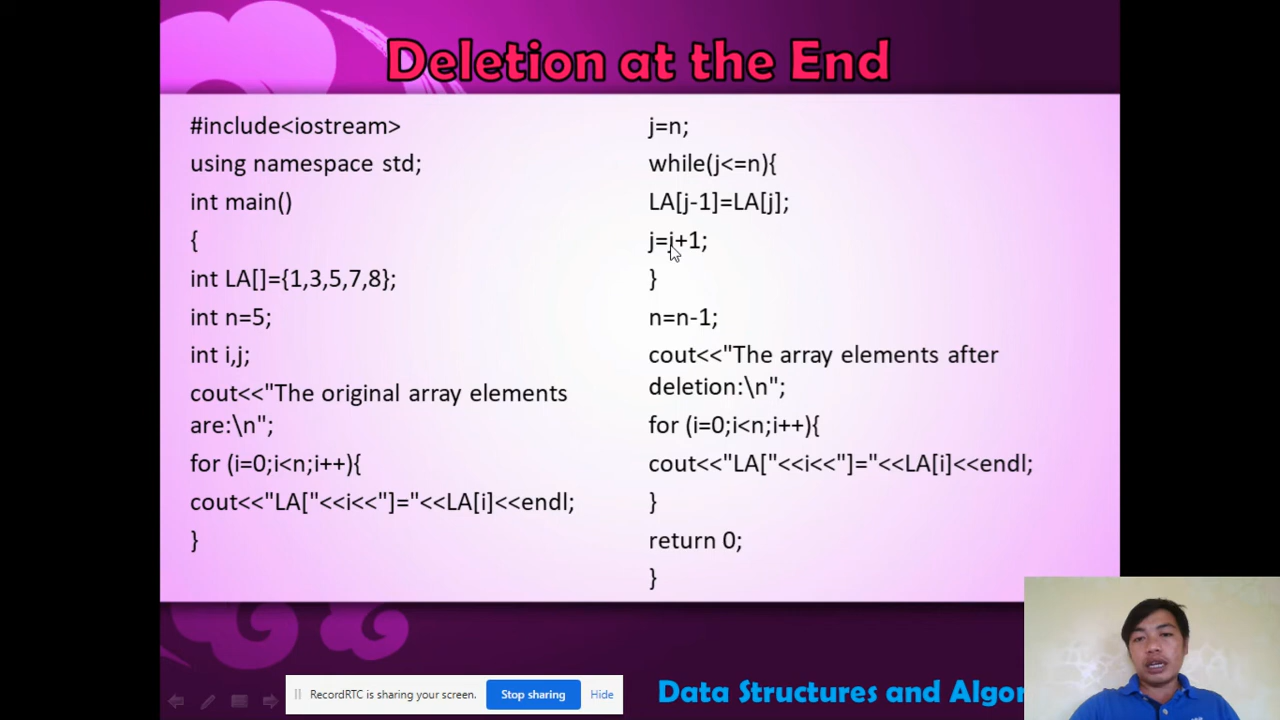 Deletion at the End
#include<iostream>
using namespace std;
int main()
{
int LA[]={1,3,5,7,8};
int n=5;
int i,j;
cout<<"The original array elements
are:\n";
for (i=0;i<n;i++){
cout<<"LA["<<i<<"]="<<LA[i]<<endl;
}
j=n;
while(j<=n){
LA[j-1]=LA[j];
j=j+1;
}
n=n-1;
cout<<"The array elements after
deletion:\n";
for (i=0;i<n;i++){
cout<<"LA["<<i<<"]="<<LA[i]<<endl;
}
return 0;
}
RecordRTC is sharing your screen.
Stop sharing
Hide
Data Structures and Algor